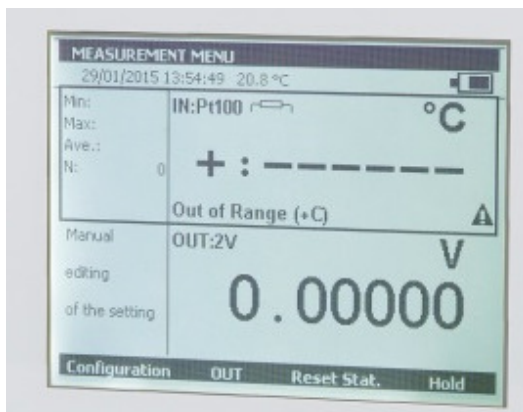 MEASUREMENT MENU
29/01/2015 13:54:49 20.8 °C
Min:
Max:
Ave.:
N: 0
IN:Pt100 °C
+ : - - - - - -
Out of Range (+C)
Manual
editing
of the setting
OUT:2V V
0.00000
Configuration OUT Reset Stat. Hold